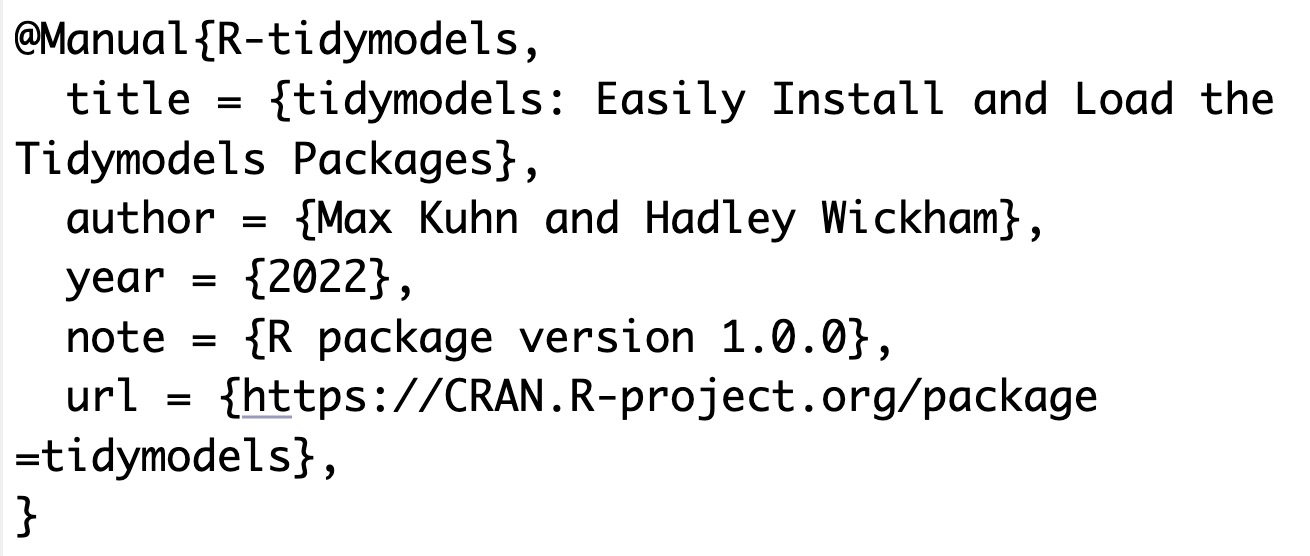 @Manual{R-tidymodels,
  title = {tidymodels: Easily Install and Load the
Tidymodels Packages},
  author = {Max Kuhn and Hadley Wickham},
  year = {2022},
  note = {R package version 1.0.0},
  url = {https://CRAN.R-project.org/package
=tidymodels},
}